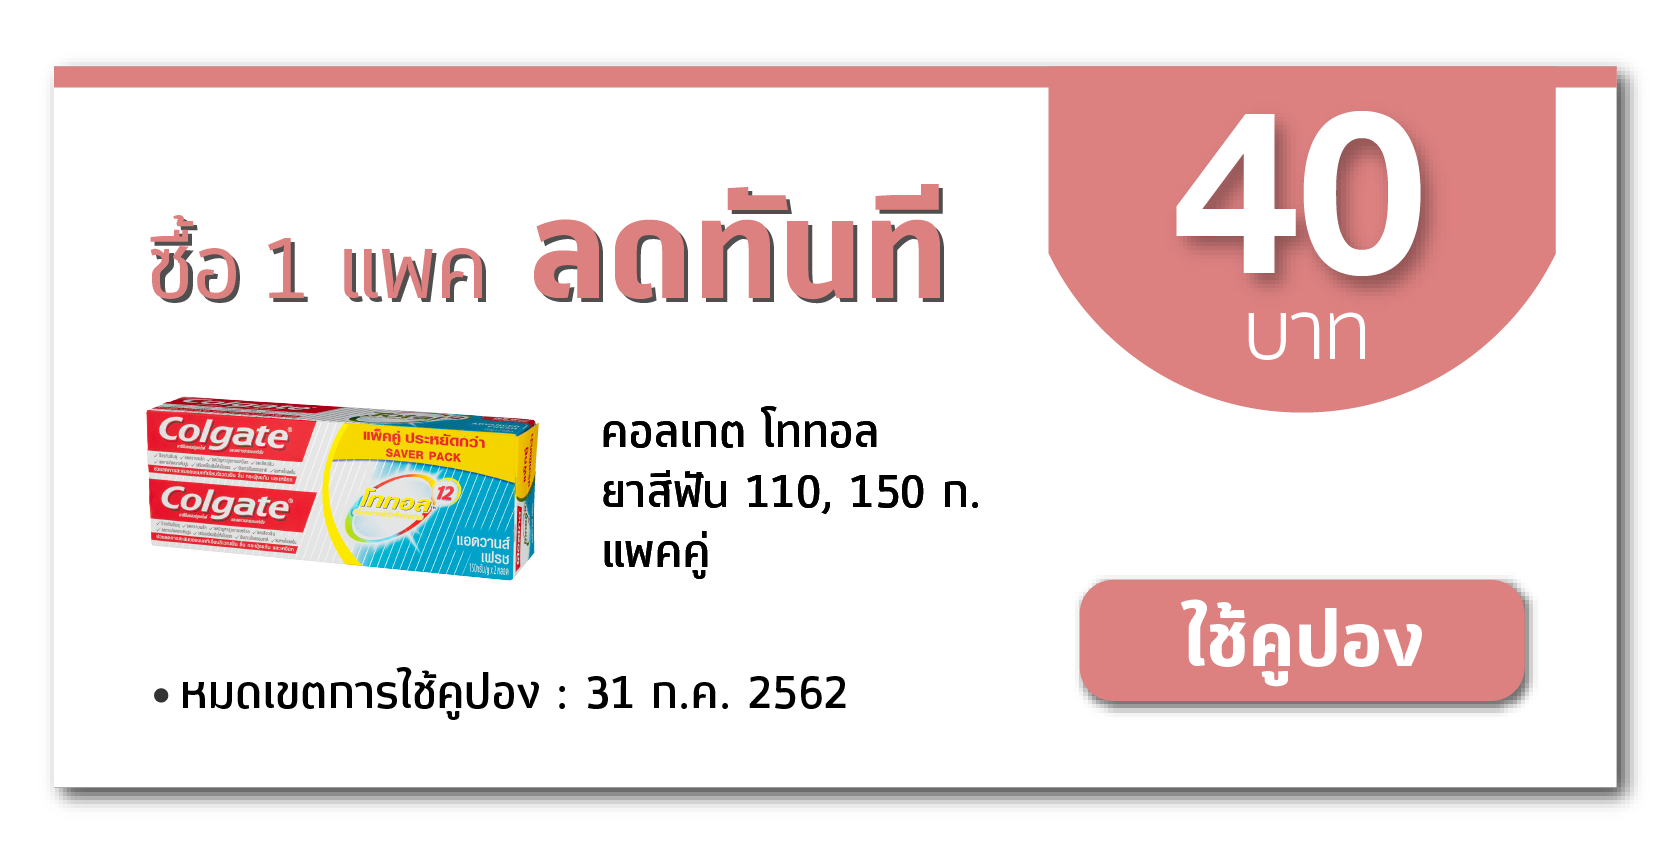 ซื้อ 1 แพค ลดทันที
40
บาท
Colgate
Colgate
Total
แพ็คคู่ ประหยัดกว่า
SAVER PACK
Colgate
โททอล 12
แอดวานส์
เฟรช
คอลเกต โททอล
ยาสีฟัน 110, 150 ก.
แพคคู่
ใช้คูปอง
• หมดเขตการใช้คูปอง : 31 ก.ค. 2562